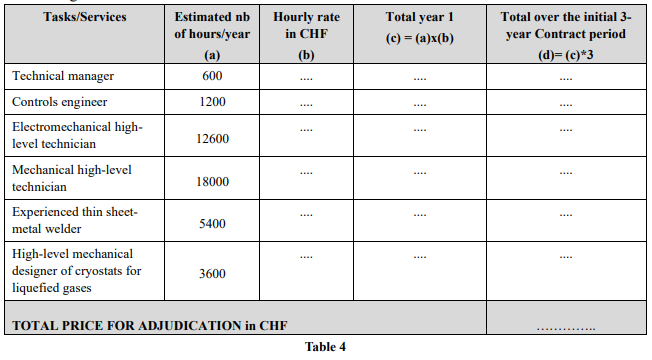 Tasks/Services Estimated nb of hours/year (a) Hourly rate in CHF (b) Total year 1 (c) = (a)x(b) Total over the initial 3-year Contract period (d)= (c)*3
Technical manager 600 .... .... ....
Controls engineer 1200 .... .... ....
Electromechanical high-
level technician 12600 .... .... ....
Mechanical high-level
technician 18000 .... .... ....
Experienced thin sheet-
metal welder 5400 .... .... ....
High-level mechanical
designer of cryostats for
liquefied gases 3600 .... .... ....
TOTAL PRICE FOR ADJUDICATION in CHF …………..
Table 4